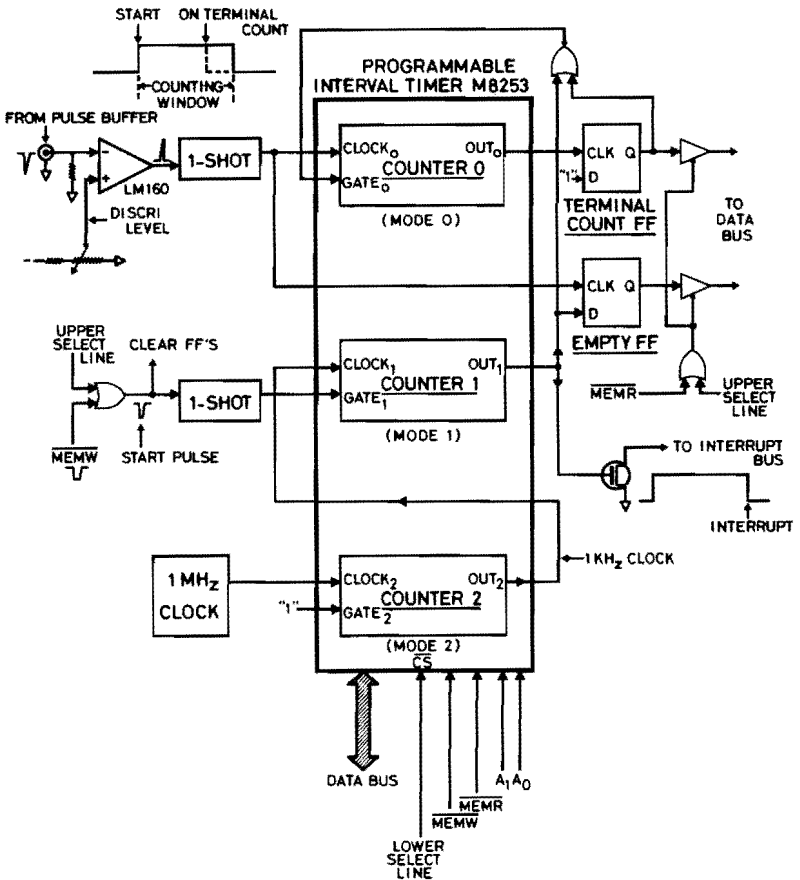 START
ON TERMINAL
COUNT
COUNTING
WINDOW
PROGRAMMABLE
INTERVAL TIMER M8253
FROM PULSE BUFFER
LM160
1-SHOT
DISCRI
LEVEL
CLOCK0
OUT0
COUNTER 0
GATE0
(MODE 0)
CLK Q
"1"
D
TERMINAL
COUNT FF
TO
DATA
BUS
CLK Q
D
EMPTY FF
UPPER
SELECT
LINE
CLEAR FF'S
1-SHOT
MEMW
START PULSE
CLOCK1
OUT1
COUNTER 1
GATE1
(MODE 1)
MEMR
UPPER
SELECT
LINE
TO INTERRUPT
BUS
INTERRUPT
1KHz CLOCK
1 MHz
CLOCK
"1"
CLOCK2
OUT2
COUNTER 2
GATE2
(MODE 2)
CS
DATA BUS
A1 A0
MEMR
MEMW
LOWER
SELECT
LINE